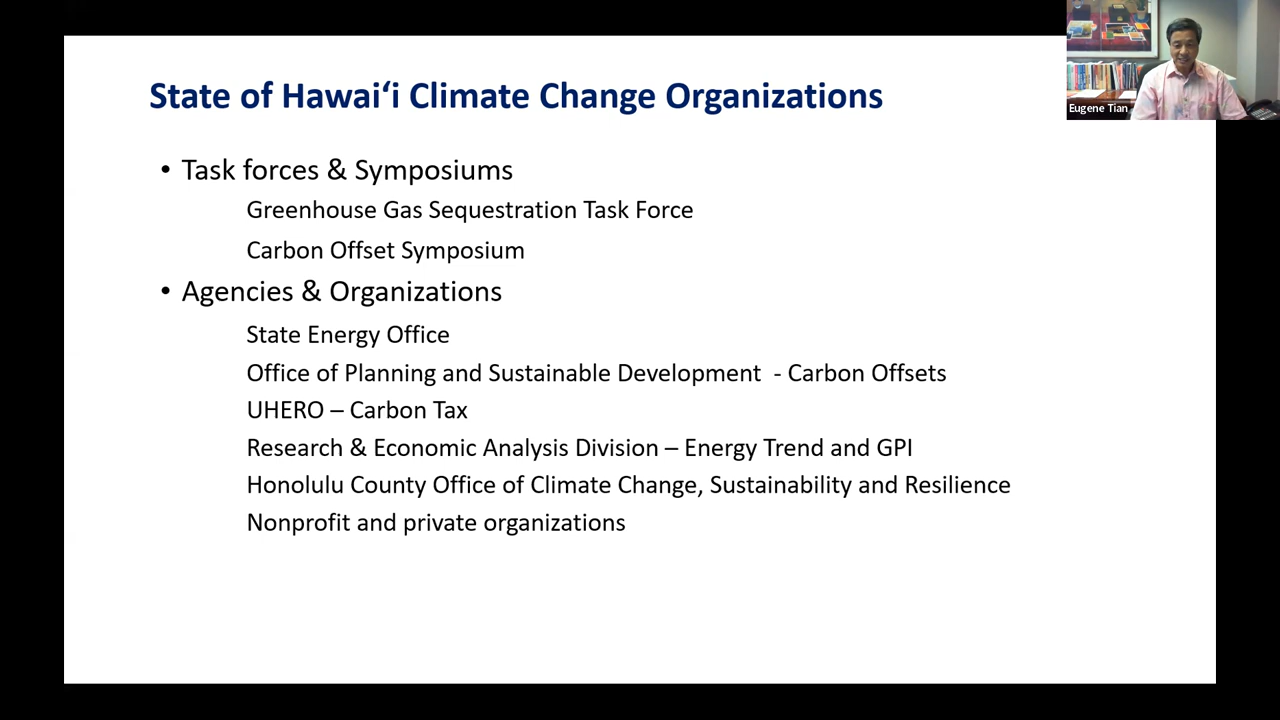 State of Hawaiʻi Climate Change Organizations
Eugene Tian
• Task forces & Symposiums
Greenhouse Gas Sequestration Task Force
Carbon Offset Symposium
• Agencies & Organizations
State Energy Office
Office of Planning and Sustainable Development - Carbon Offsets
UHERO – Carbon Tax
Research & Economic Analysis Division – Energy Trend and GPI
Honolulu County Office of Climate Change, Sustainability and Resilience
Nonprofit and private organizations